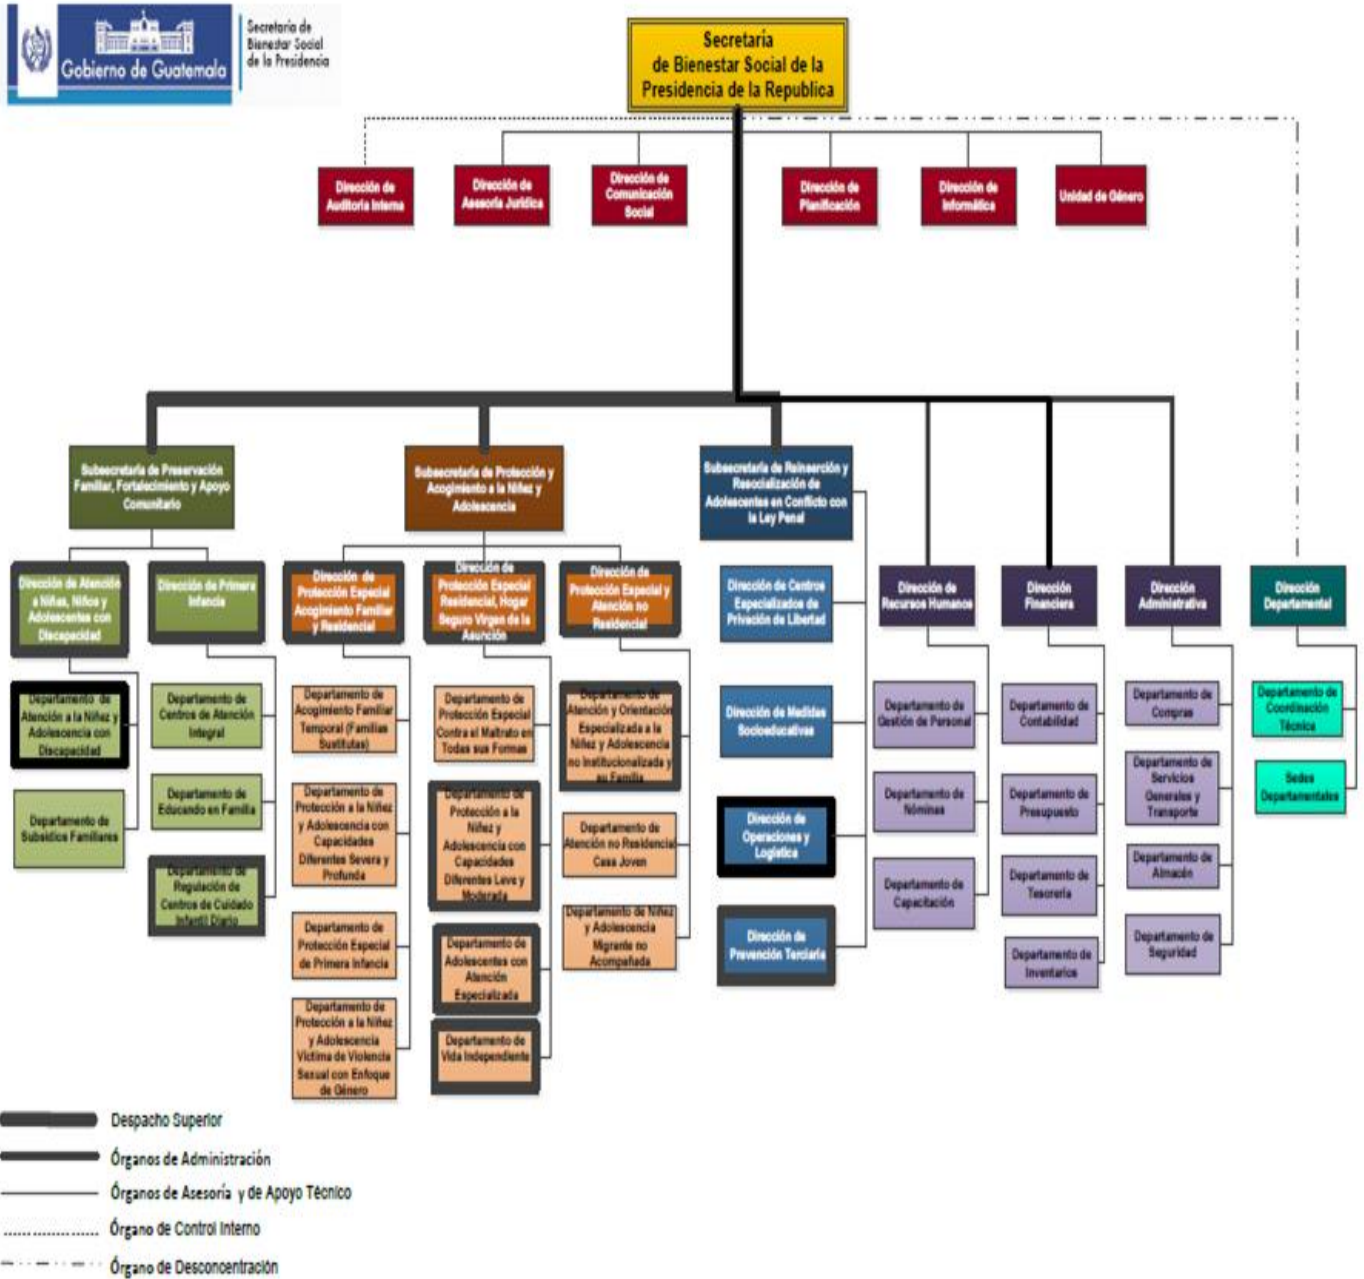 Gobierno de Guatemala
Secretaría de
Bienestar Social
de la Presidencia
Secretaria
de Bienestar Social de la
Presidencia de la Republica
Dirección de
Auditoria Interna
Dirección de
Asesoría Jurídica
Dirección de
Comunicación
Social
Dirección de
Planificación
Dirección de
Informática
Unidad de Género
Subsecretaría de Preservación
Familiar, Fortalecimiento y Apoyo
Comunitario
Subsecretaría de Protección y
Acogimiento a la Niñez y
Adolescencia
Subsecretaría de Reinserción y
Resocialización de
Adolescentes en Conflicto con
la Ley Penal
Dirección de Atención
a Niñas, Niños y
Adolescentes con
Discapacidad
Dirección de Primera
Infancia
Dirección de
Protección Especial
Acogimiento Familiar
y Residencial
Dirección de
Protección Especial
Residencial, Hogar
Seguro Virgen de la
Asunción
Dirección de
Protección Especial y
Atención no
Residencial
Dirección de Centros
Especializados de
Privación de Libertad
Dirección de
Recursos Humanos
Dirección
Financiera
Dirección
Administrativa
Dirección
Departamental
Departamento de
Atención a la Niñez y
Adolescencia con
Discapacidad
Departamento de
Subsidios Familiares
Departamento de
Centros de Atención
Integral
Departamento de
Educando en Familia
Departamento de
Regulación de
Centros de Cuidado
Infantil Diario
Departamento de
Acogimiento Familiar
Temporal (Familias
Sustitutas)
Departamento de
Protección a la Niñez
y Adolescencia con
Capacidades
Diferentes Severa y
Profunda
Departamento de
Protección Especial
de Primera Infancia
Departamento de
Protección a la Niñez
y Adolescencia
Victima de Violencia
Sexual con Enfoque
de Género
Departamento de
Protección Especial
Contra el Maltrato en
Todas sus Formas
Departamento de
Protección a la
Niñez y
Adolescencia con
Capacidades
Diferentes Leve y
Moderada
Departamento de
Adolescentes con
Atención
Especializada
Departamento de
Vida Independiente
Departamento de
Atención y Orientación
Especializada a la
Niñez y Adolescencia
no Institucionalizada y
su Familia
Departamento de
Atención no Residencial
Casa Joven
Departamento de Niñez
y Adolescencia
Migrante no
Acompañada
Dirección de Medidas
Socioeducativas
Dirección de
Operaciones y
Logística
Dirección de
Prevención Terciaria
Departamento de
Gestión de Personal
Departamento de
Nóminas
Departamento de
Capacitación
Departamento de
Contabilidad
Departamento de
Presupuesto
Departamento de
Tesorería
Departamento de
Inventarios
Departamento de
Compras
Departamento de
Servicios
Generales y
Transporte
Departamento de
Almacén
Departamento de
Seguridad
Departamento de
Coordinación
Técnica
Sedes
Departamentales
Despacho Superior
Órganos de Administración
Órganos de Asesoría y de Apoyo Técnico
Órgano de Control Interno
Órgano de Desconcentración